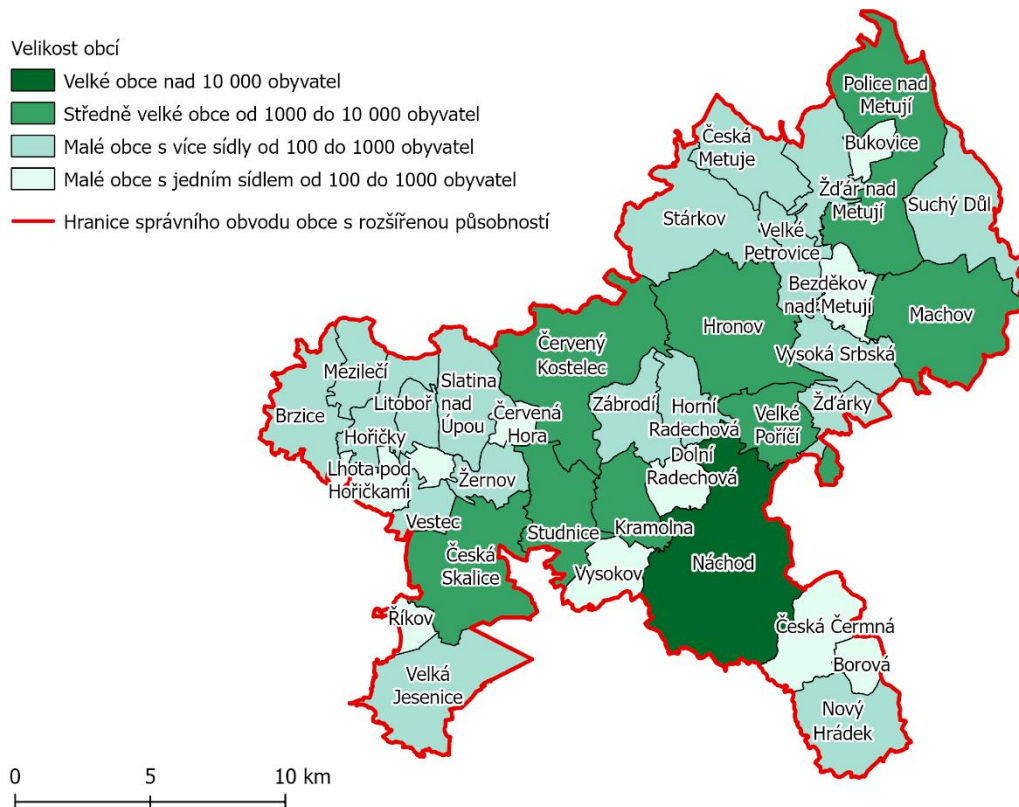 Velikost obcí
Velké obce nad 10 000 obyvatel
Středně velké obce od 1000 do 10 000 obyvatel
Malé obce s více sídly od 100 do 1000 obyvatel
Malé obce s jedním sídlem od 100 do 1000 obyvatel
Hranice správního obvodu obce s rozšířenou působností
Police nad
Metují
Bukovice
Česká
Metuje
Žďár nad
Metují
Suchý Důl
Stárkov
Velké
Petrovice
Bezděkov
nad Metují
Machov
Hronov
Vysoká Srbská
Červený
Kostelec
Mezilečí
Slatina
nad
Úpou
Litoboř
Brzice
Zábrodí
Horní
Radechová
Velké
Poříčí
Žďárky
Červená
Hora
Hořičky
Dolní
Radechová
Lhota pod
Hořičkami
Žernov
Vestec
Studnice
Kramolna
Česká
Skalice
Vysokov
Náchod
Říkov
Česká Čermná
Borová
Velká
Jesenice
Nový
Hrádek
0 5 10 km